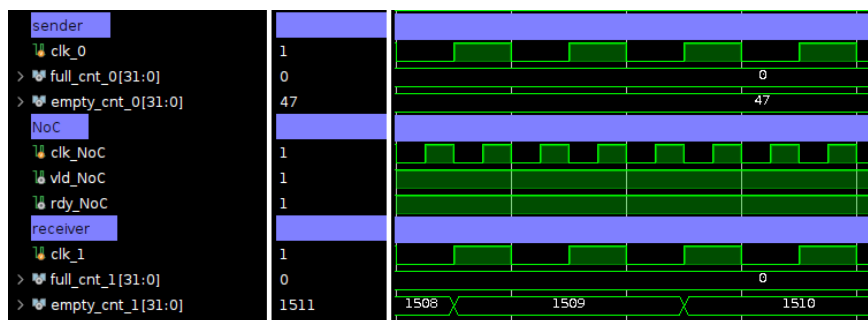 sender
clk_0 1
full_cnt_0[31:0] 0 0
empty_cnt_0[31:0] 47 47
NoC
clk_NoC 1
vld_NoC 1
rdy_NoC 1
receiver
clk_1 1
full_cnt_1[31:0] 0 0
empty_cnt_1[31:0] 1511 1508 1509 1510